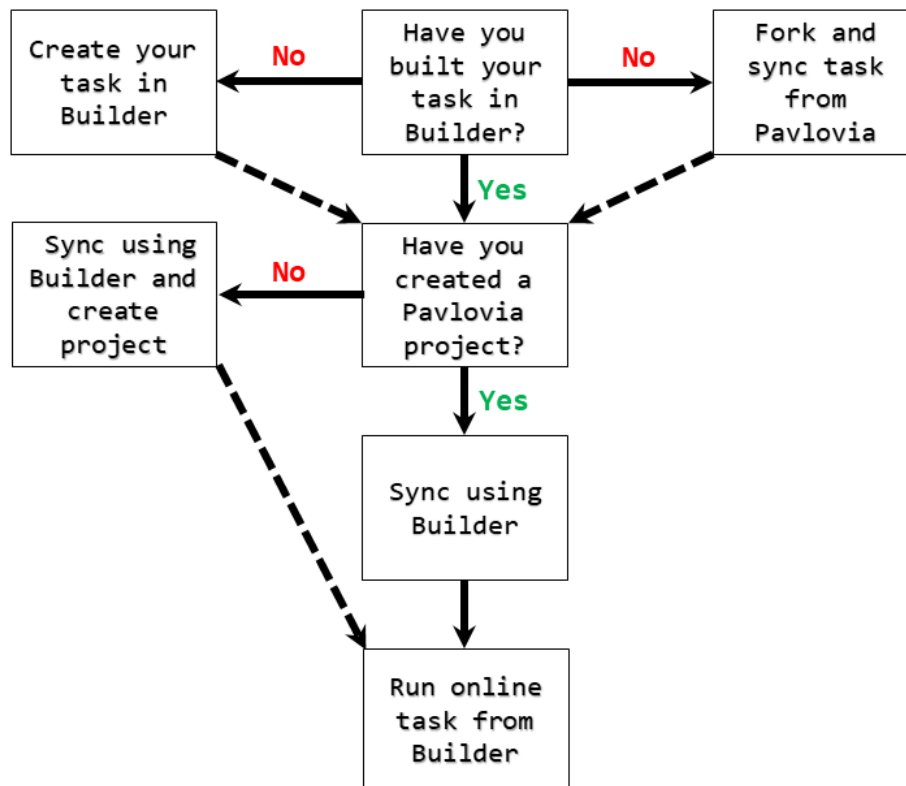 Create your
task in
Builder
No
Have you
built your
task in
Builder?
No
Fork and
sync task
from
Pavlovia
Yes
Sync using
Builder and
create
project
No
Have you
created a
Pavlovia
project?
Yes
Sync using
Builder
Run online
task from
Builder